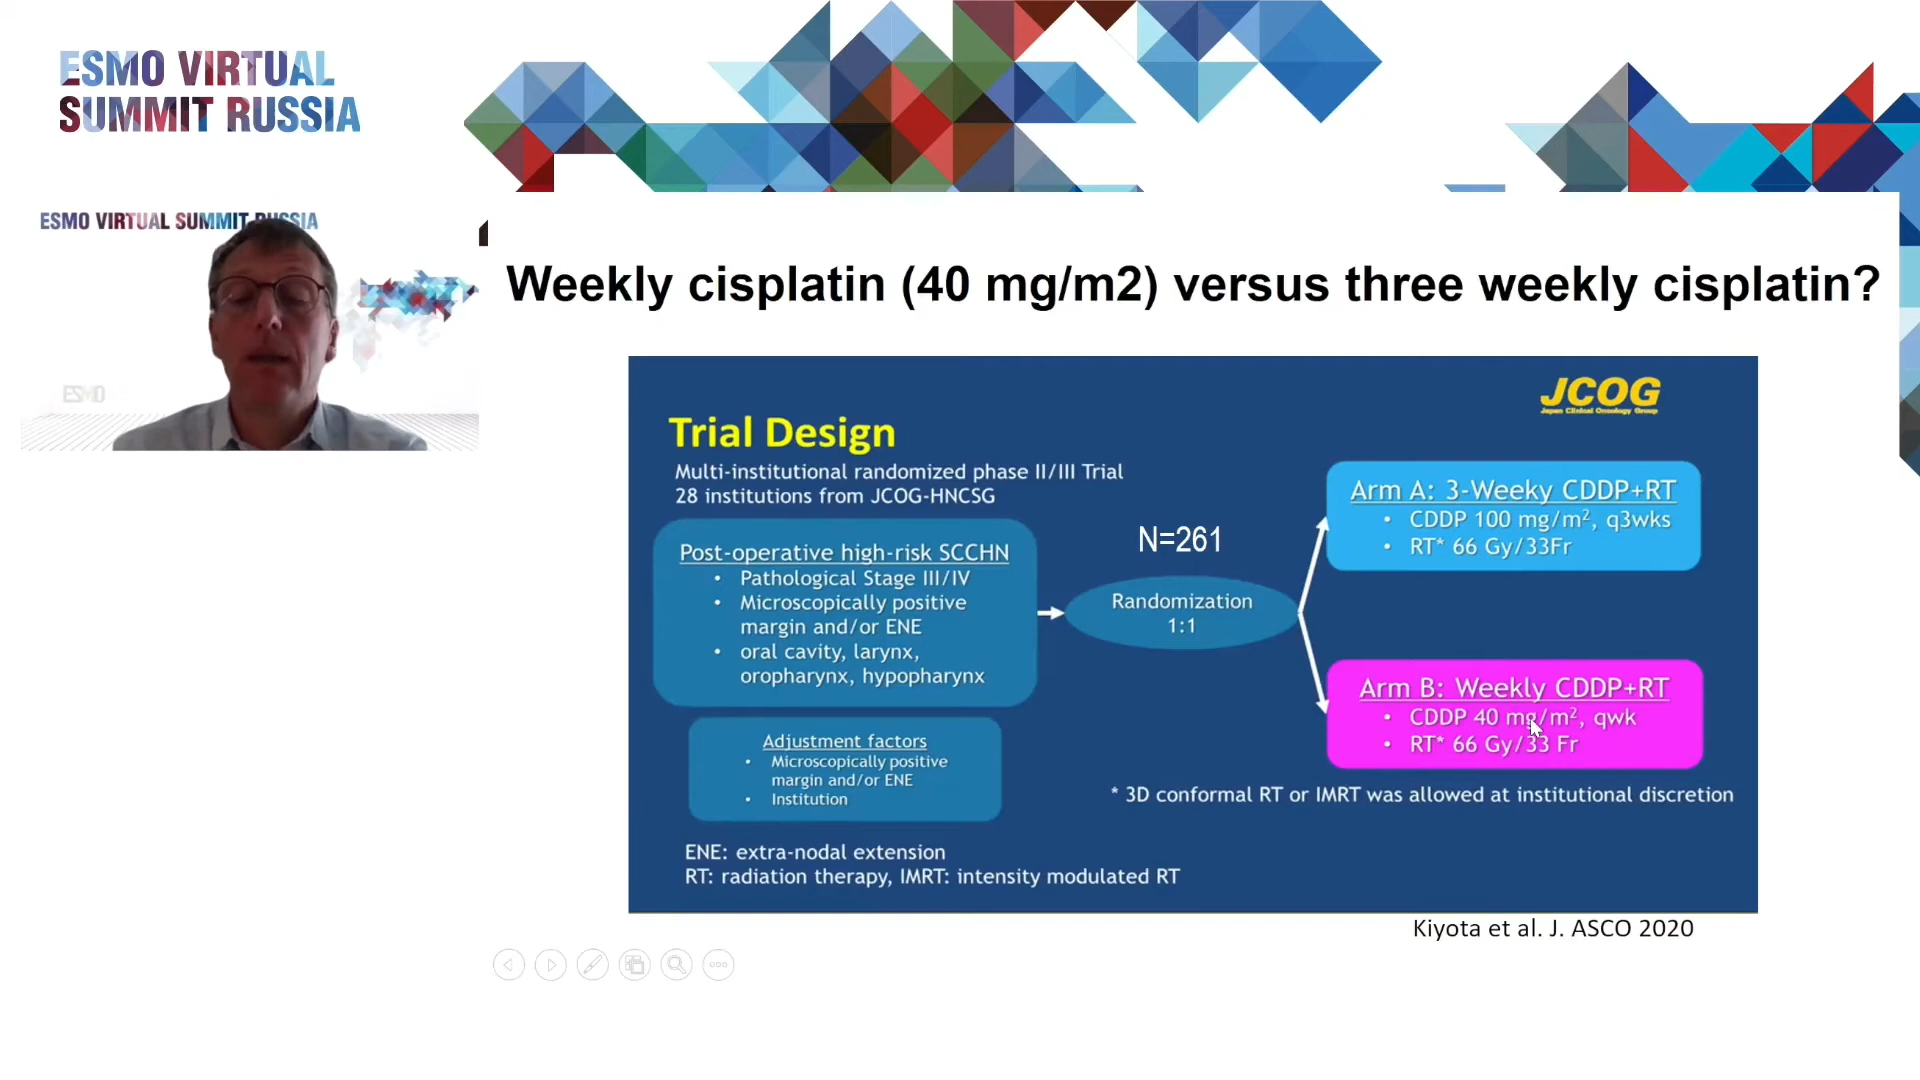 ESMO VIRTUAL
SUMMIT RUSSIA
ESMO VIRTUAL SUMMIT RUSSIA
ESMO
Weekly cisplatin (40 mg/m2) versus three weekly cisplatin?
JCOG
Japan Clinical Oncology Group
Trial Design
Multi-institutional randomized phase II/III Trial
28 institutions from JCOG-HNCSG
Post-operative high-risk SCCHN
• Pathological Stage III/IV
• Microscopically positive
margin and/or ENE
• oral cavity, larynx,
oropharynx, hypopharynx
Adjustment factors
• Microscopically positive
margin and/or ENE
• Institution
N=261
Randomization
1:1
Arm A: 3-Weeky CDDP+RT
• CDDP 100 mg/m², q3wks
• RT* 66 Gy/33Fr
Arm B: Weekly CDDP+RT
• CDDP 40 mg/m², qwk
• RT* 66 Gy/33 Fr
* 3D conformal RT or IMRT was allowed at institutional discretion
ENE: extra-nodal extension
RT: radiation therapy, IMRT: intensity modulated RT
Kiyota et al. J. ASCO 2020